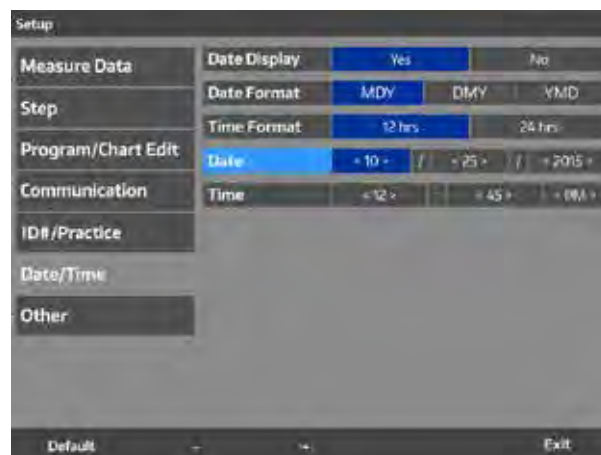 Setup
Measure Data
Step
Program/Chart Edit
Communication
ID#/Practice
Date/Time
Other
Date Display Yes No
Date Format MDY DMY YMD
Time Format 12 hrs 24 hrs
Date < 10 > / < 25 > / < 2015 >
Time < 12 > < 45 >
Default Exit